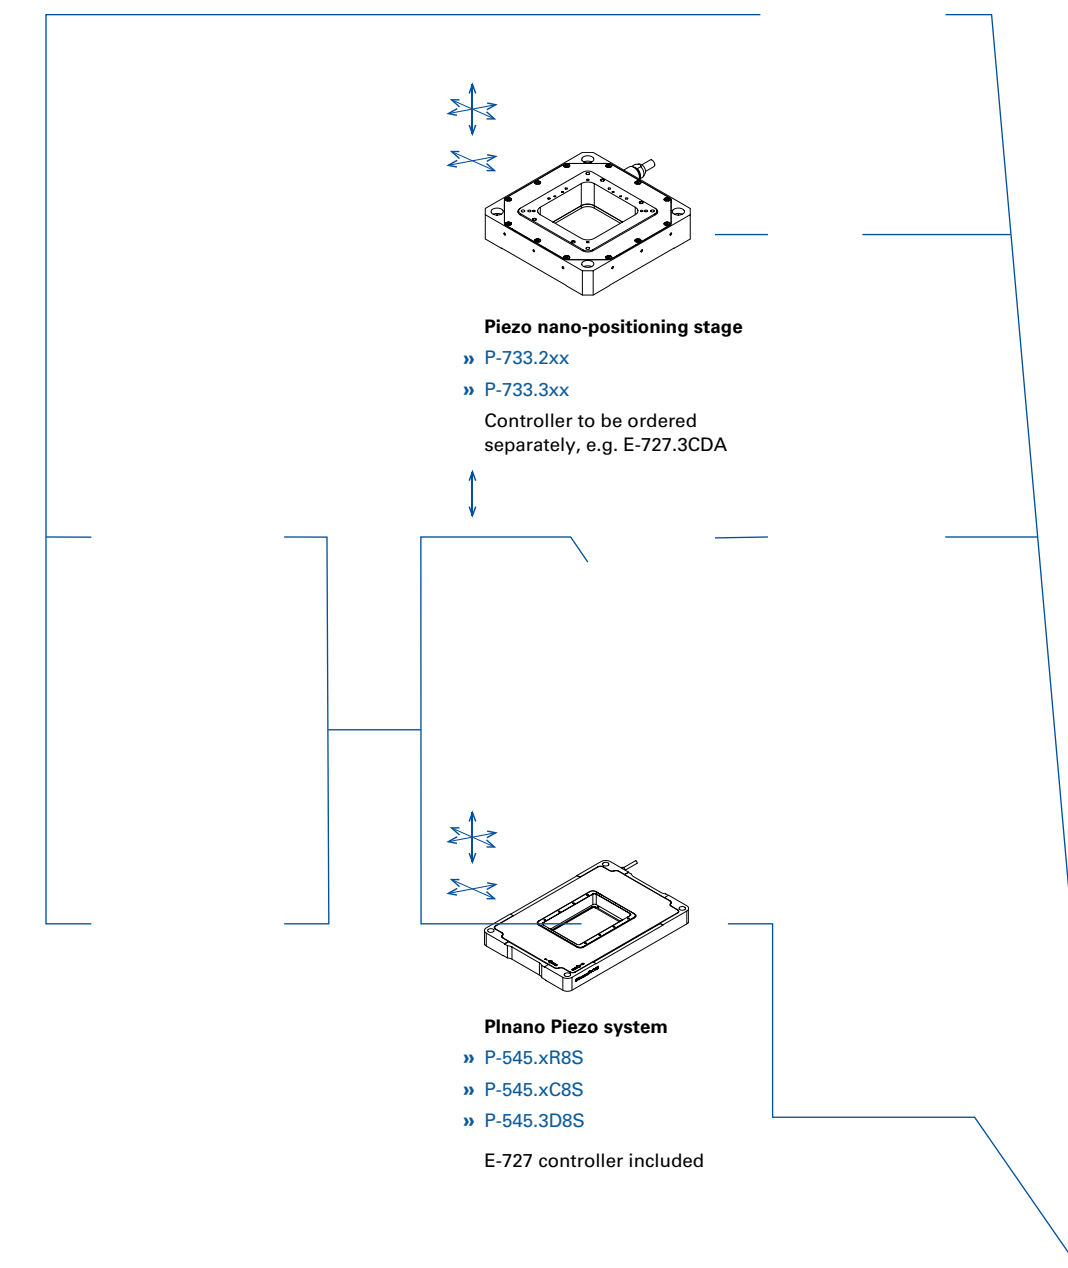 Piezo nano-positioning stage
» P-733.2xx
» P-733.3xx
Controller to be ordered
separately, e.g. E-727.3CDA
PInano Piezo system
» P-545.xR8S
» P-545.xC8S
» P-545.3D8S
E-727 controller included